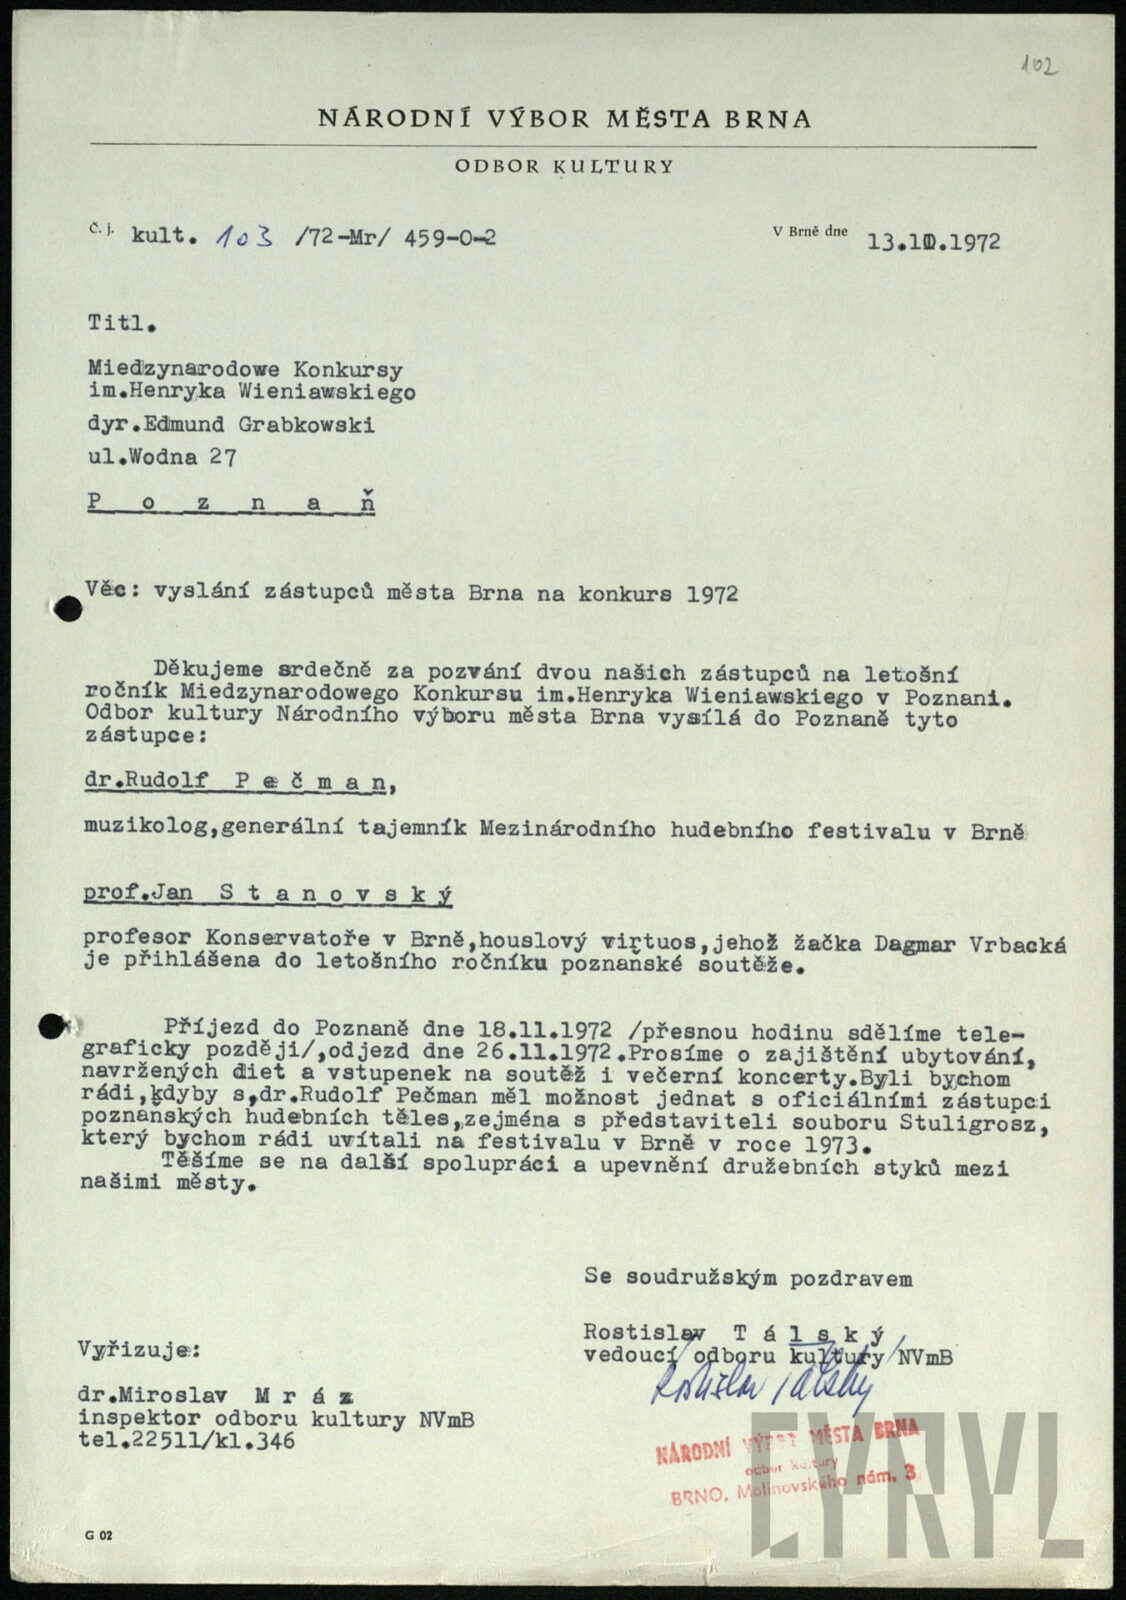 102
NÁRODNÍ VÝBOR MĚSTA BRNA
ODBOR KULTURY
Č. j. kult. 103 /72-Mr/ 459-0-2
V Brně dne 13.10.1972
Titl.
Miedzynarodowe Konkursy
im.Henryka Wieniawskiego
dyr.Edmund Grabkowski
ul.Wodna 27
P o z n a ň
Věc: vyslání zástupců města Brna na konkurs 1972
Děkujeme srdečně za pozvání dvou našich zástupců na letošní
ročník Miedzynarodowego Konkursu im.Henryka Wieniawskiego v Poznani.
Odbor kultury Národního výboru města Brna vysílá do Poznaně tyto
zástupce:
dr.Rudolf P e č m a n,
muzikolog,generální tajemník Mezinárodního hudebního festivalu v Brně
prof.Jan S t a n o v s k ý
profesor Konservatoře v Brně,houslový virtuos,jehož žačka Dagmar Vrbacká
je přihlášena do letošního ročníku poznaňské soutěže.
Příjezd do Poznaně dne 18.11.1972 /přesnou hodinu sdělíme tele-
graficky později/,odjezd dne 26.11.1972.Prosíme o zajištění ubytování,
navržených diet a vstupenek na soutěž i večerní koncerty.Byli bychom
rádi,kdyby s,dr.Rudolf Pečman měl možnost jednat s oficiálními zástupci
poznaňských hudebních těles,zejména s představiteli souboru Stuligrosz,
který bychom rádi uvítali na festivalu v Brně v roce 1973.
Těšíme se na další spolupráci a upevnění družebních styků mezi
našimi městy.
Se soudružským pozdravem
Rostislav T á l s k ý
vedoucí odboru kultury NVmB
Rostislav Tálský
Vyřizuje:
dr.Miroslav M r á z
inspektor odboru kultury NVmB
tel.22511/kl.346
NÁRODNÍ VÝBOR MĚSTA BRNA
odbor kultury
BRNO, Malinovského nám. 3
CYRYL
G 02